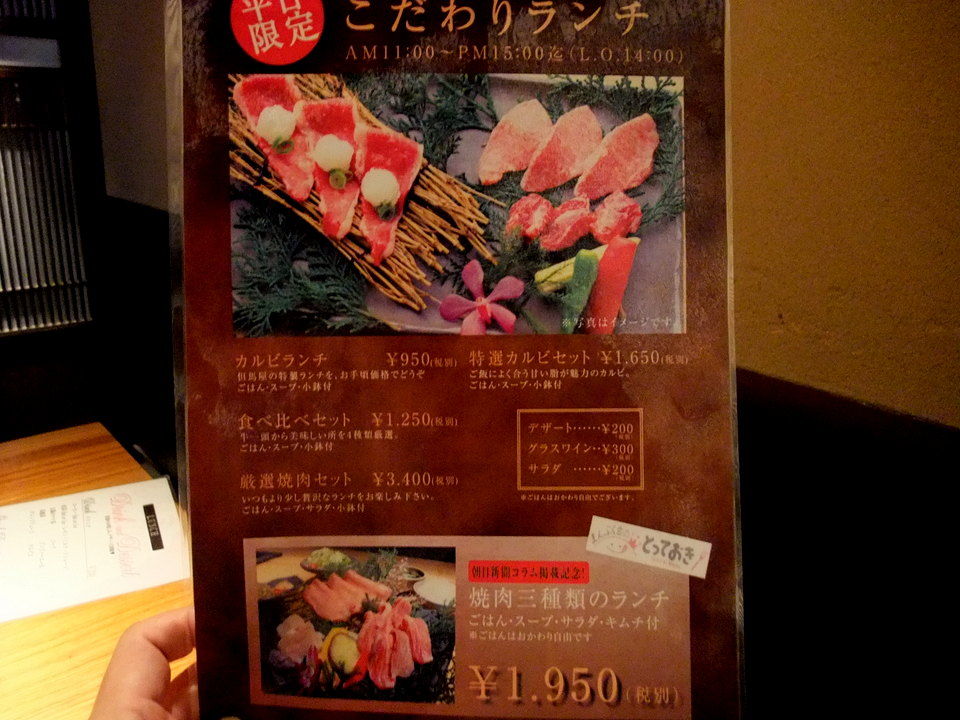 平日
限定
こだわりランチ
AM11:00～PM15:00迄(L.O.14:00)
※写真はイメージです
カルビランチ ¥950(税別)
但馬屋の特製ランチを、お手頃価格でどうぞ
ごはん・スープ・小鉢付
特選カルビセット ¥1,650(税別)
ご飯によく合う甘い脂が魅力のカルビ。
ごはん・スープ・小鉢付
食べ比べセット ¥1.250(税別)
牛一頭から美味しい所を4種類厳選。
ごはん・スープ・小鉢付
デザート……¥200
(税別)
グラスワイン‥¥300
(税別)
サラダ ……¥200
(税別)
厳選焼肉セット ¥3.400(税別)
いつもより少し贅沢なランチをお楽しみ下さい。
ごはん・スープ・サラダ・小鉢付
※ごはんはおかわり自由でございます。
とっておき!
朝日新聞コラム掲載記念!
焼肉三種類のランチ
ごはん・スープ・サラダ・キムチ付
※ごはんはおかわり自由です
¥1.950(税別)
LUNCH
Drink and Dessert